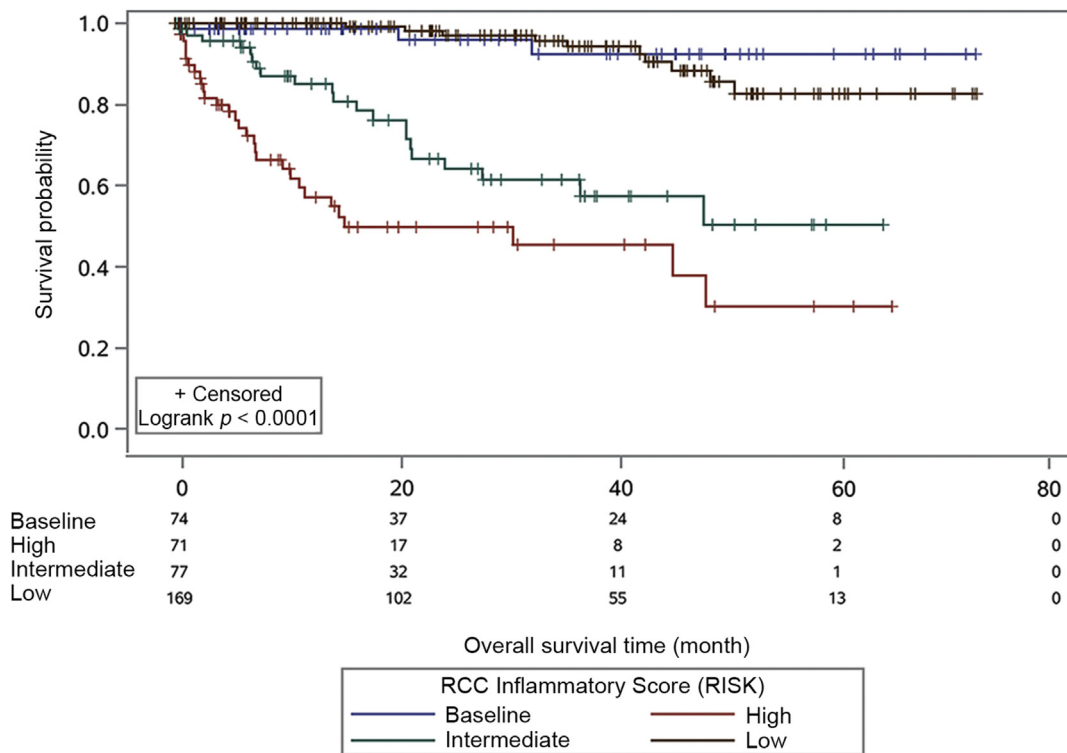 1.0
0.8
0.6
0.4
0.2
0.0
Survival probability
+ Censored
Logrank p < 0.0001
0 20 40 60 80
Baseline 74 37 24 8 0
High 71 17 8 2 0
Intermediate 77 32 11 1 0
Low 169 102 55 13 0
Overall survival time (month)
RCC Inflammatory Score (RISK)
Baseline High
Intermediate Low